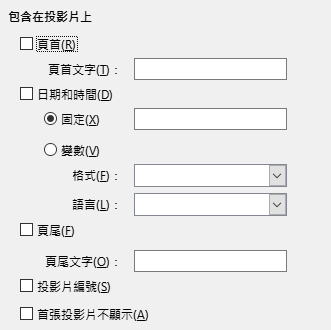 包含在投影片上
頁首(R)
頁首文字(T)：
日期和時間(D)
固定(X)
變數(V)
格式(F)：
語言(L)：
頁尾(F)
頁尾文字(O)：
投影片編號(S)
首張投影片不顯示(A)